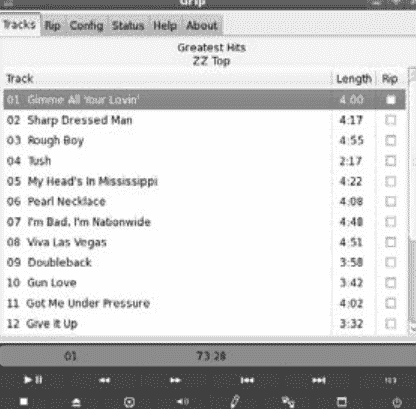 Grip
Tracks Rip Config Status Help About
Greatest Hits
ZZ Top
Track Length Rip
01 Gimme All Your Lovin' 4:00
02 Sharp Dressed Man 4:17
03 Rough Boy 4:55
04 Tush 2:17
05 My Head's In Mississippi 4:22
06 Pearl Necklace 4:08
07 I'm Bad, I'm Nationwide 4:48
08 Viva Las Vegas 4:51
09 Doubleback 3:58
10 Gun Love 3:42
11 Got Me Under Pressure 4:02
12 Give It Up 3:32
01 73:28